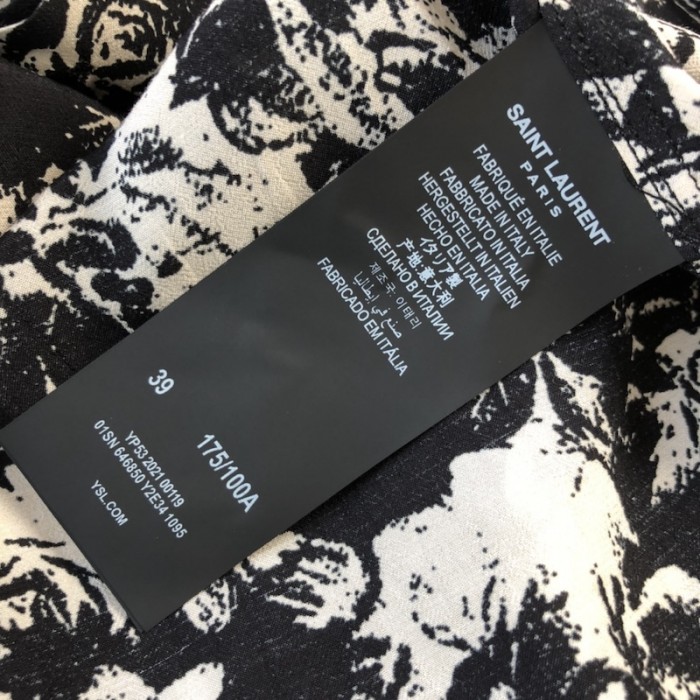 SAINT LAURENT
PARIS
FABRIQUÉ EN ITALIE
MADE IN ITALY
FABBRICATO IN ITALIA
HERGESTELLT IN ITALIEN
HECHO EN ITALIA
イタリア製
产地:意大利
СДЕЛАНО В ИТАЛИИ
제조국 이태리
صنع في إيطاليا
FABRICADO EM ITÁLIA
39
175/100A
YP53 2021 00119
01SN 646850 Y2E34 1095
YSL.COM